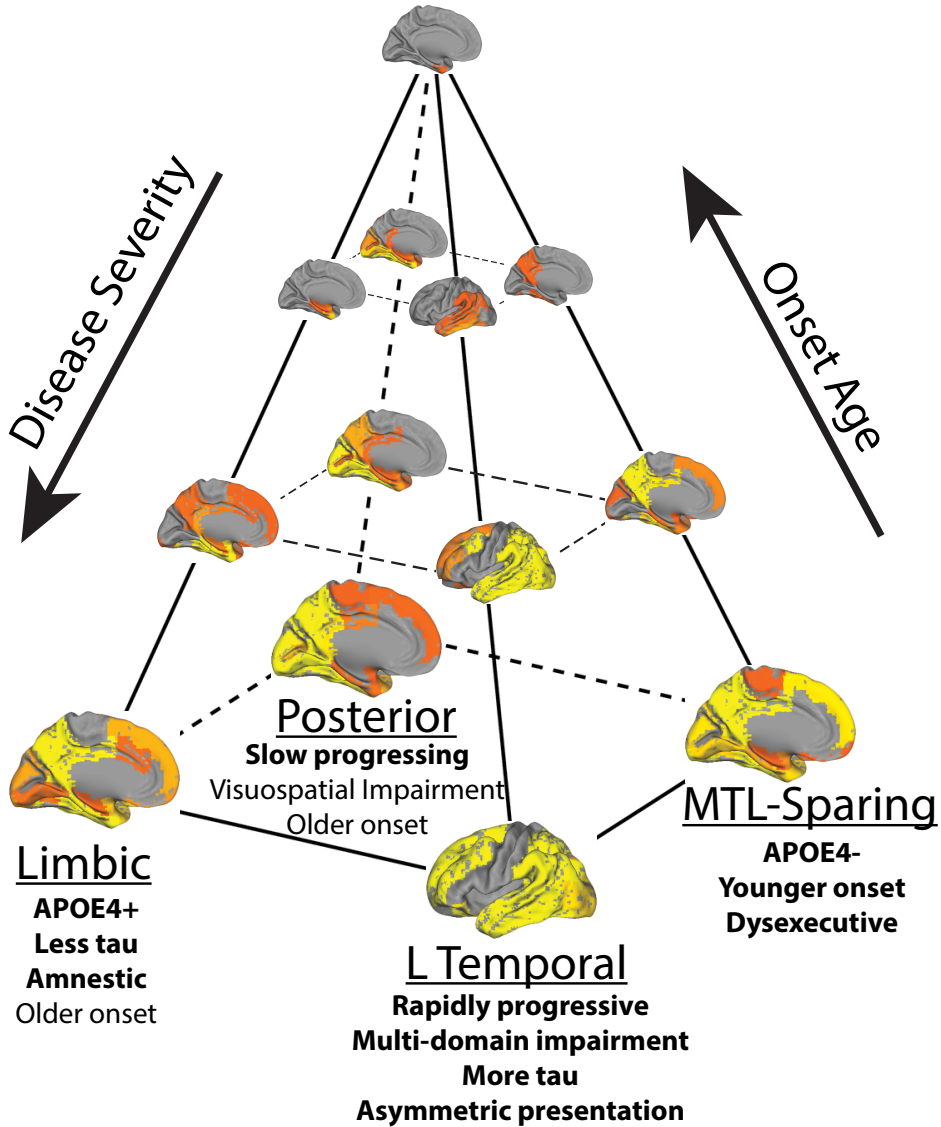 Disease Severity
Onset Age
Posterior
Slow progressing
Visuospatial Impairment
Older onset
MTL-Sparing
APOE4-
Younger onset
Dysexecutive
Limbic
APOE4+
Less tau
Amnestic
Older onset
L Temporal
Rapidly progressive
Multi-domain impairment
More tau
Asymmetric presentation